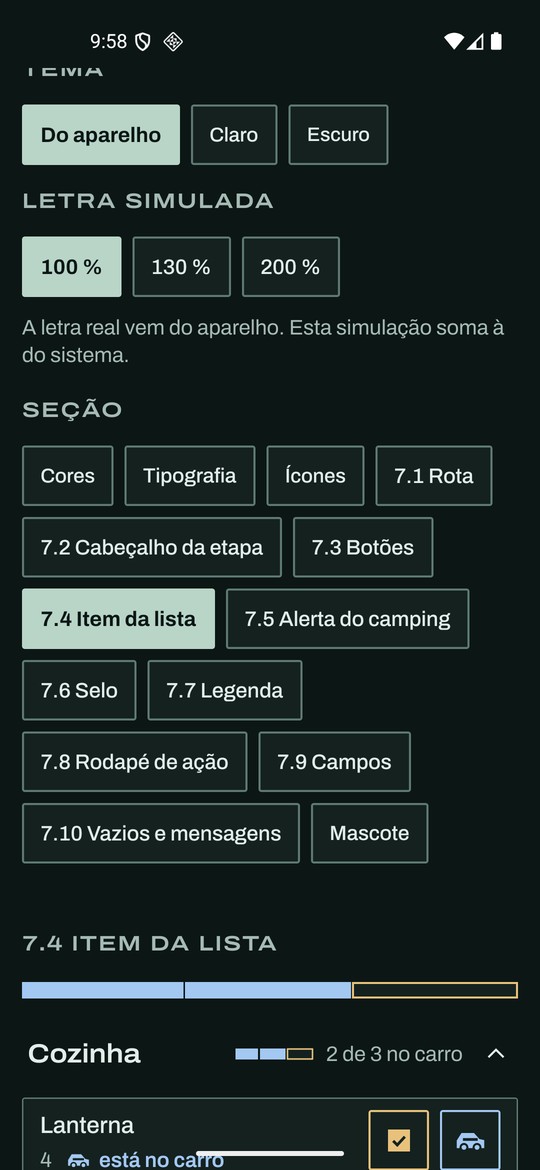 9:58
TEMA
Do aparelho Claro Escuro
LETRA SIMULADA
100 % 130 % 200 %
A letra real vem do aparelho. Esta simulação soma à
do sistema.
SEÇÃO
Cores Tipografia Ícones 7.1 Rota
7.2 Cabeçalho da etapa 7.3 Botões
7.4 Item da lista 7.5 Alerta do camping
7.6 Selo 7.7 Legenda
7.8 Rodapé de ação 7.9 Campos
7.10 Vazios e mensagens Mascote
7.4 ITEM DA LISTA
Cozinha 2 de 3 no carro
Lanterna
4 está no carro